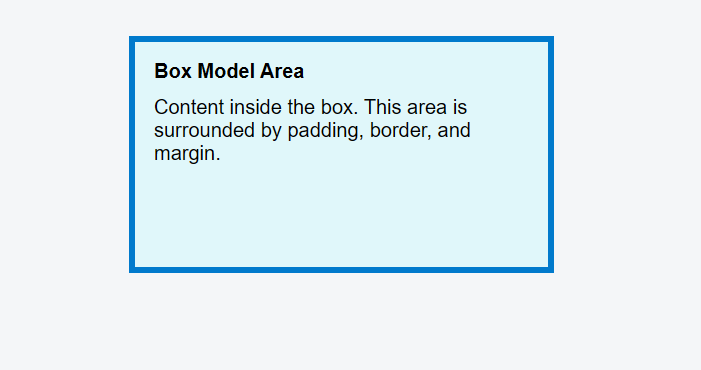 Box Model Area
Content inside the box. This area is
surrounded by padding, border, and
margin.